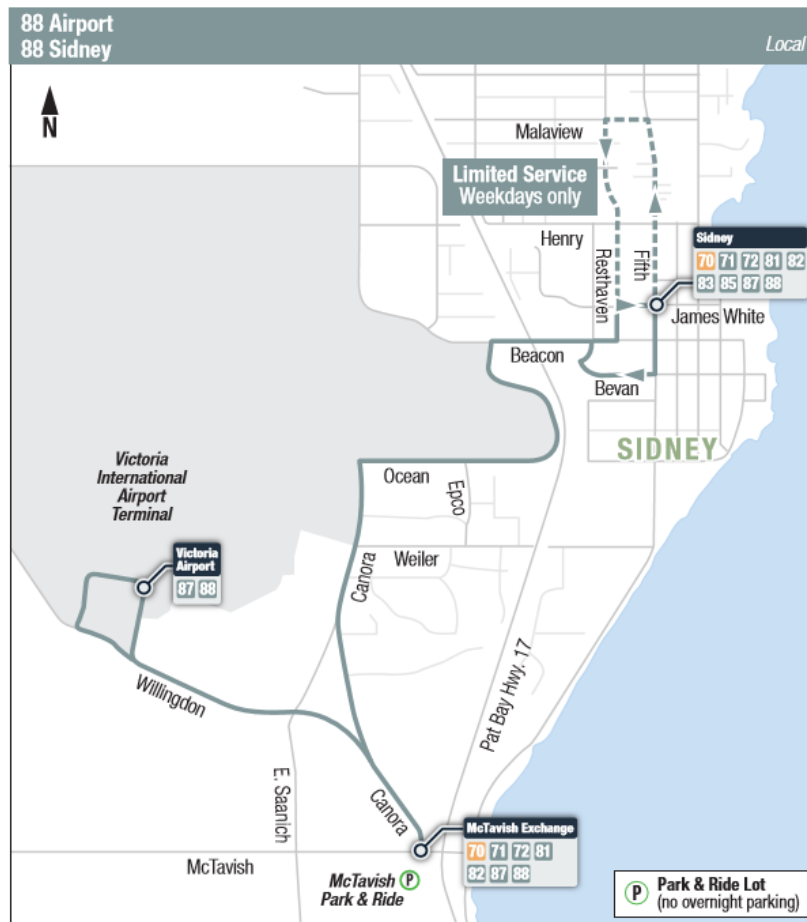 88 Airport
88 Sidney
Local
N
Malaview
Limited Service
Weekdays only
Henry
Resthaven
Fifth
Sidney
70 71 72 81 82
83 85 87 88
James White
Beacon
Bevan
SIDNEY
Victoria
International
Airport
Terminal
Ocean
Epco
Victoria
Airport
87 88
Canora
Weiler
Willingdon
Pat Bay Hwy. 17
E. Saanich
Canora
McTavish Exchange
70 71 72 81
82 87 88
McTavish
McTavish P
Park & Ride
P Park & Ride Lot
(no overnight parking)